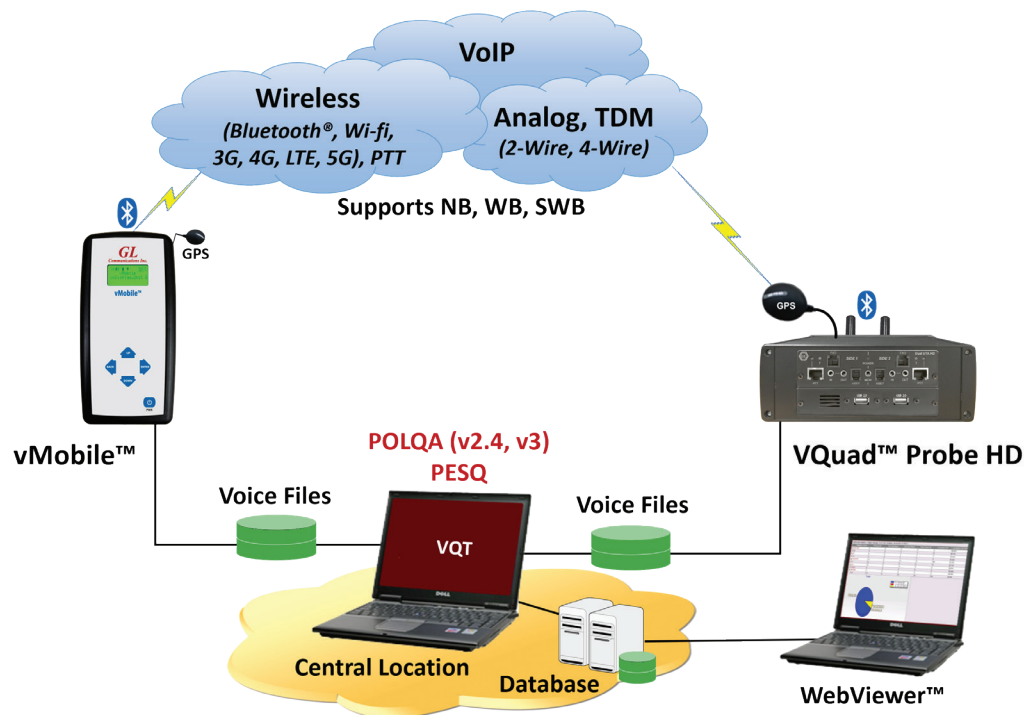 VoIP
Wireless
(Bluetooth®, Wi-fi,
3G, 4G, LTE, 5G), PTT
Analog, TDM
(2-Wire, 4-Wire)
Supports NB, WB, SWB
GPS
GL
Communications Inc.
vMobile™
GPS
vMobile™
POLQA (v2.4, v3)
PESQ
VQuad™ Probe HD
Voice Files
Voice Files
VQT
DELL
DELL
Central Location
Database
WebViewer™